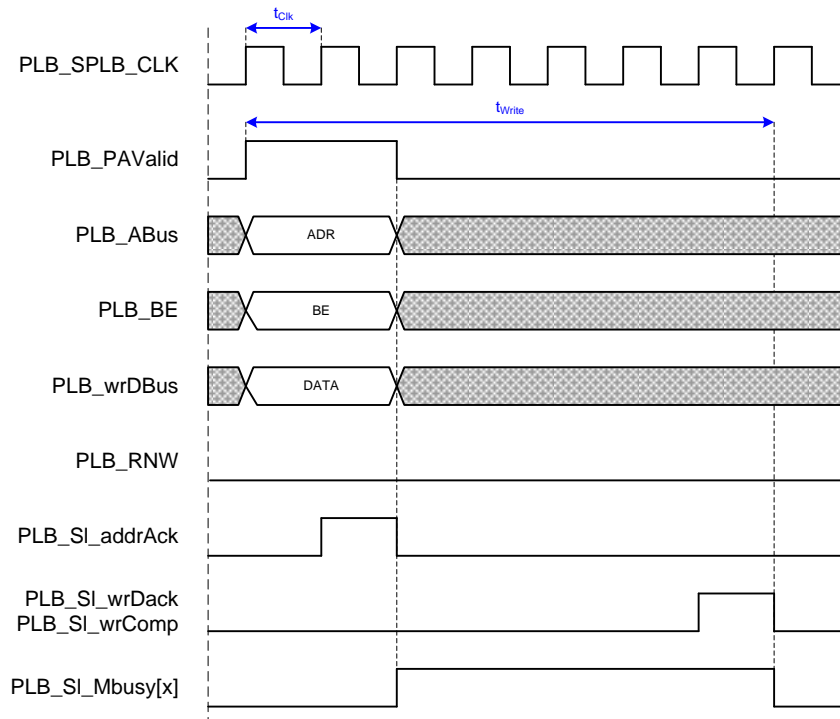 tClk
PLB_SPLB_CLK
tWrite
PLB_PAValid
PLB_ABus
ADR
PLB_BE
BE
PLB_wrDBus
DATA
PLB_RNW
PLB_Sl_addrAck
PLB_Sl_wrDack
PLB_Sl_wrComp
PLB_Sl_Mbusy[x]